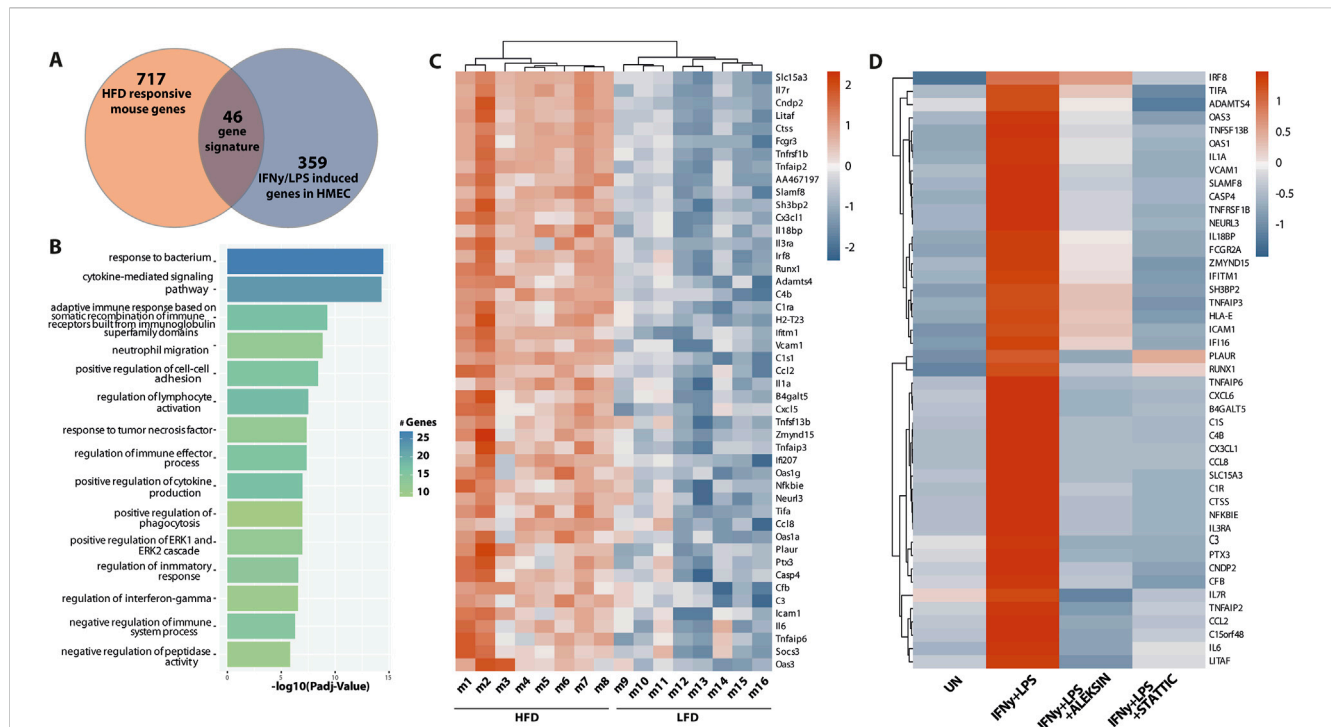 A
717
HFD responsive
mouse genes
46
gene
signature
359
IFNy/LPS induced
genes in HMEC
B
response to bacterium
cytokine-mediated signaling
pathway
adaptive immune response based on
somatic recombination of immune
receptors built from immunoglobulin
superfamily domains
neutrophil migration
positive regulation of cell-cell
adhesion
regulation of lymphocyte
activation
response to tumor necrosis factor
regulation of immune effector
process
positive regulation of cytokine
production
positive regulation of
phagocytosis
positive regulation of ERK1 and
ERK2 cascade
regulation of inmmatory
response
regulation of interferon-gamma
negative regulation of immune
system process
negative regulation of peptidase
activity
0 5 10 15
-log10(Padj-Value)
# Genes
25
20
15
10
C
Slc15a3
Il7r
Cndp2
Litaf
Ctss
Fcgr3
Tnfrsf1b
Tnfaip2
AA467197
Slamf8
Sh3bp2
Cx3cl1
Il18bp
Il3ra
Irf8
Runx1
Adamts4
C4b
C1ra
H2-T23
Ifitm1
Vcam1
C1s1
Ccl2
Il1a
B4galt5
Cxcl5
Tnfsf13b
Zmynd15
Tnfaip3
Ifi207
Oas1g
Nfkbie
Neurl3
Tifa
Ccl8
Oas1a
Plaur
Ptx3
Casp4
Cfb
C3
Icam1
Il6
Tnfaip6
Socs3
Oas3
m1 m2 m3 m4 m5 m6 m7 m8 m9 m10 m11 m12 m13 m14 m15 m16
HFD LFD
2
1
0
-1
-2
D
IRF8
TIFA
ADAMTS4
OAS3
TNFSF13B
OAS1
IL1A
VCAM1
SLAMF8
CASP4
TNFRSF1B
NEURL3
IL18BP
FCGR2A
ZMYND15
IFITM1
SH3BP2
TNFAIP3
HLA-E
ICAM1
IFI16
PLAUR
RUNX1
TNFAIP6
CXCL6
B4GALT5
C1S
C4B
CX3CL1
CCL8
SLC15A3
C1R
CTSS
NFKBIE
IL3RA
C3
PTX3
CNDP2
CFB
IL7R
TNFAIP2
CCL2
C15orf48
IL6
LITAF
UN
IFNy+LPS
IFNy+LPS
+ALEKSIN
IFNy+LPS
+STATTIC
1
0.5
0
-0.5
-1